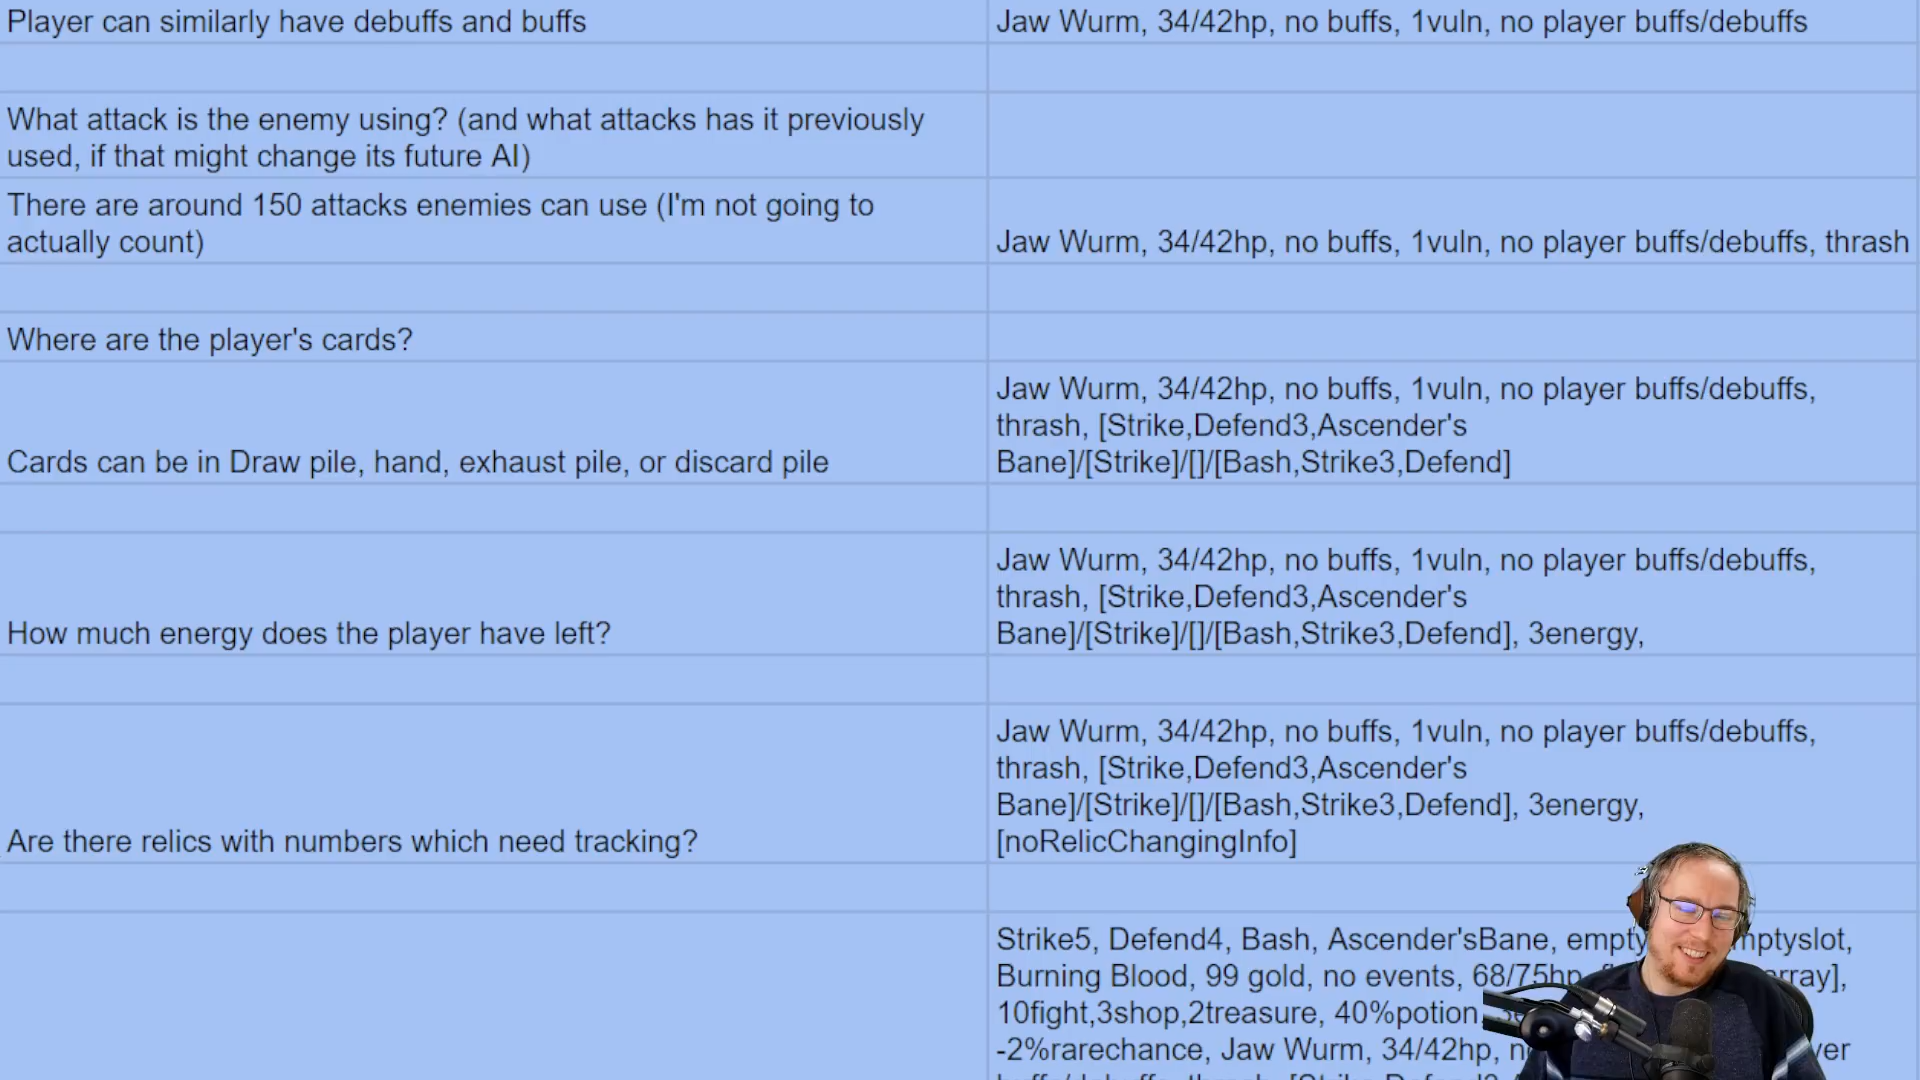 Player can similarly have debuffs and buffs
Jaw Wurm, 34/42hp, no buffs, 1vuln, no player buffs/debuffs
What attack is the enemy using? (and what attacks has it previously
used, if that might change its future AI)
There are around 150 attacks enemies can use (I'm not going to
actually count)
Jaw Wurm, 34/42hp, no buffs, 1vuln, no player buffs/debuffs, thrash
Where are the player's cards?
Cards can be in Draw pile, hand, exhaust pile, or discard pile
Jaw Wurm, 34/42hp, no buffs, 1vuln, no player buffs/debuffs,
thrash, [Strike,Defend3,Ascender's
Bane]/[Strike]/[]/[Bash,Strike3,Defend]
How much energy does the player have left?
Jaw Wurm, 34/42hp, no buffs, 1vuln, no player buffs/debuffs,
thrash, [Strike,Defend3,Ascender's
Bane]/[Strike]/[]/[Bash,Strike3,Defend], 3energy,
Are there relics with numbers which need tracking?
Jaw Wurm, 34/42hp, no buffs, 1vuln, no player buffs/debuffs,
thrash, [Strike,Defend3,Ascender's
Bane]/[Strike]/[]/[Bash,Strike3,Defend], 3energy,
[noRelicChangingInfo]
Strike5, Defend4, Bash, Ascender'sBane,
Burning Blood, 99 gold, no events, 68/75hp,
10fight,3shop,2treasure, 40%potion,
-2%rarechance, Jaw Wurm, 34/42hp,